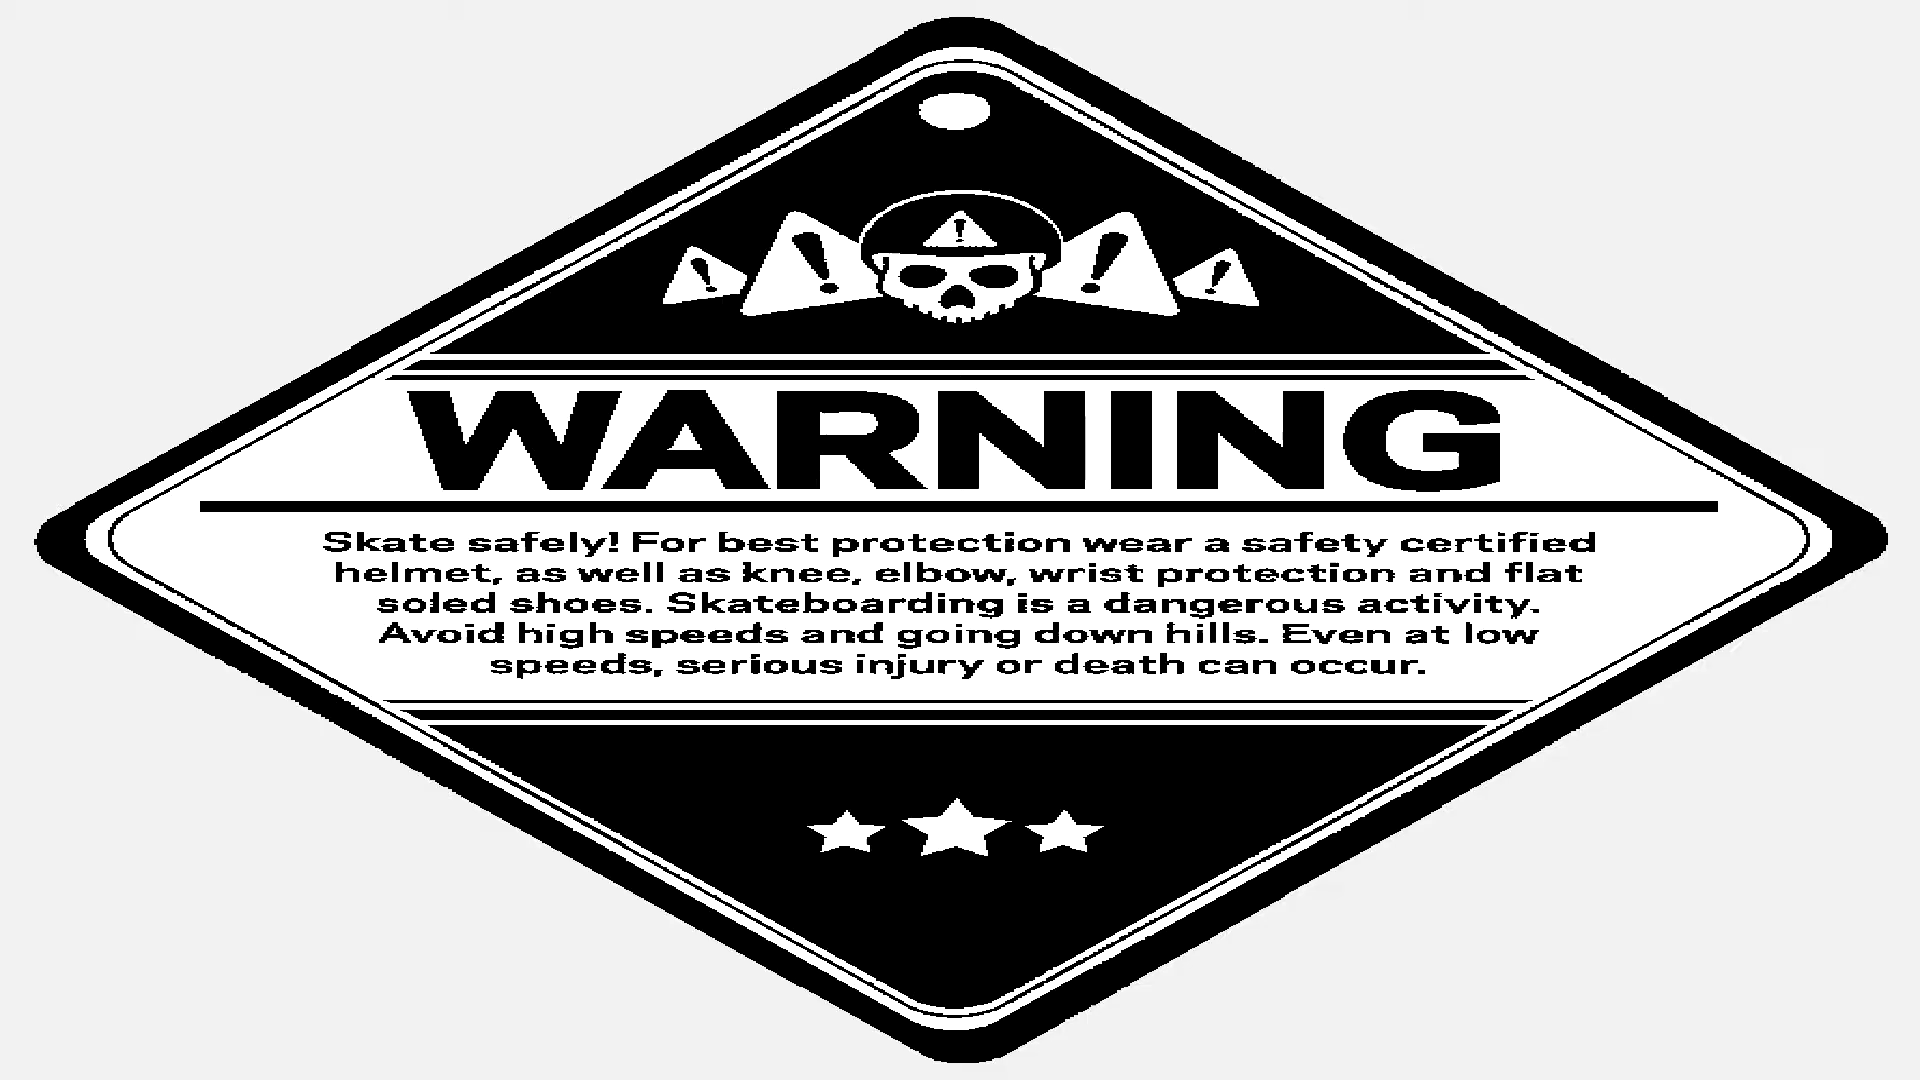 WARNING
Skate safely! For best protection wear a safety certified
helmet, as well as knee, elbow, wrist protection and flat
soled shoes. Skateboarding is a dangerous activity.
Avoid high speeds and going down hills. Even at low
speeds, serious injury or death can occur.